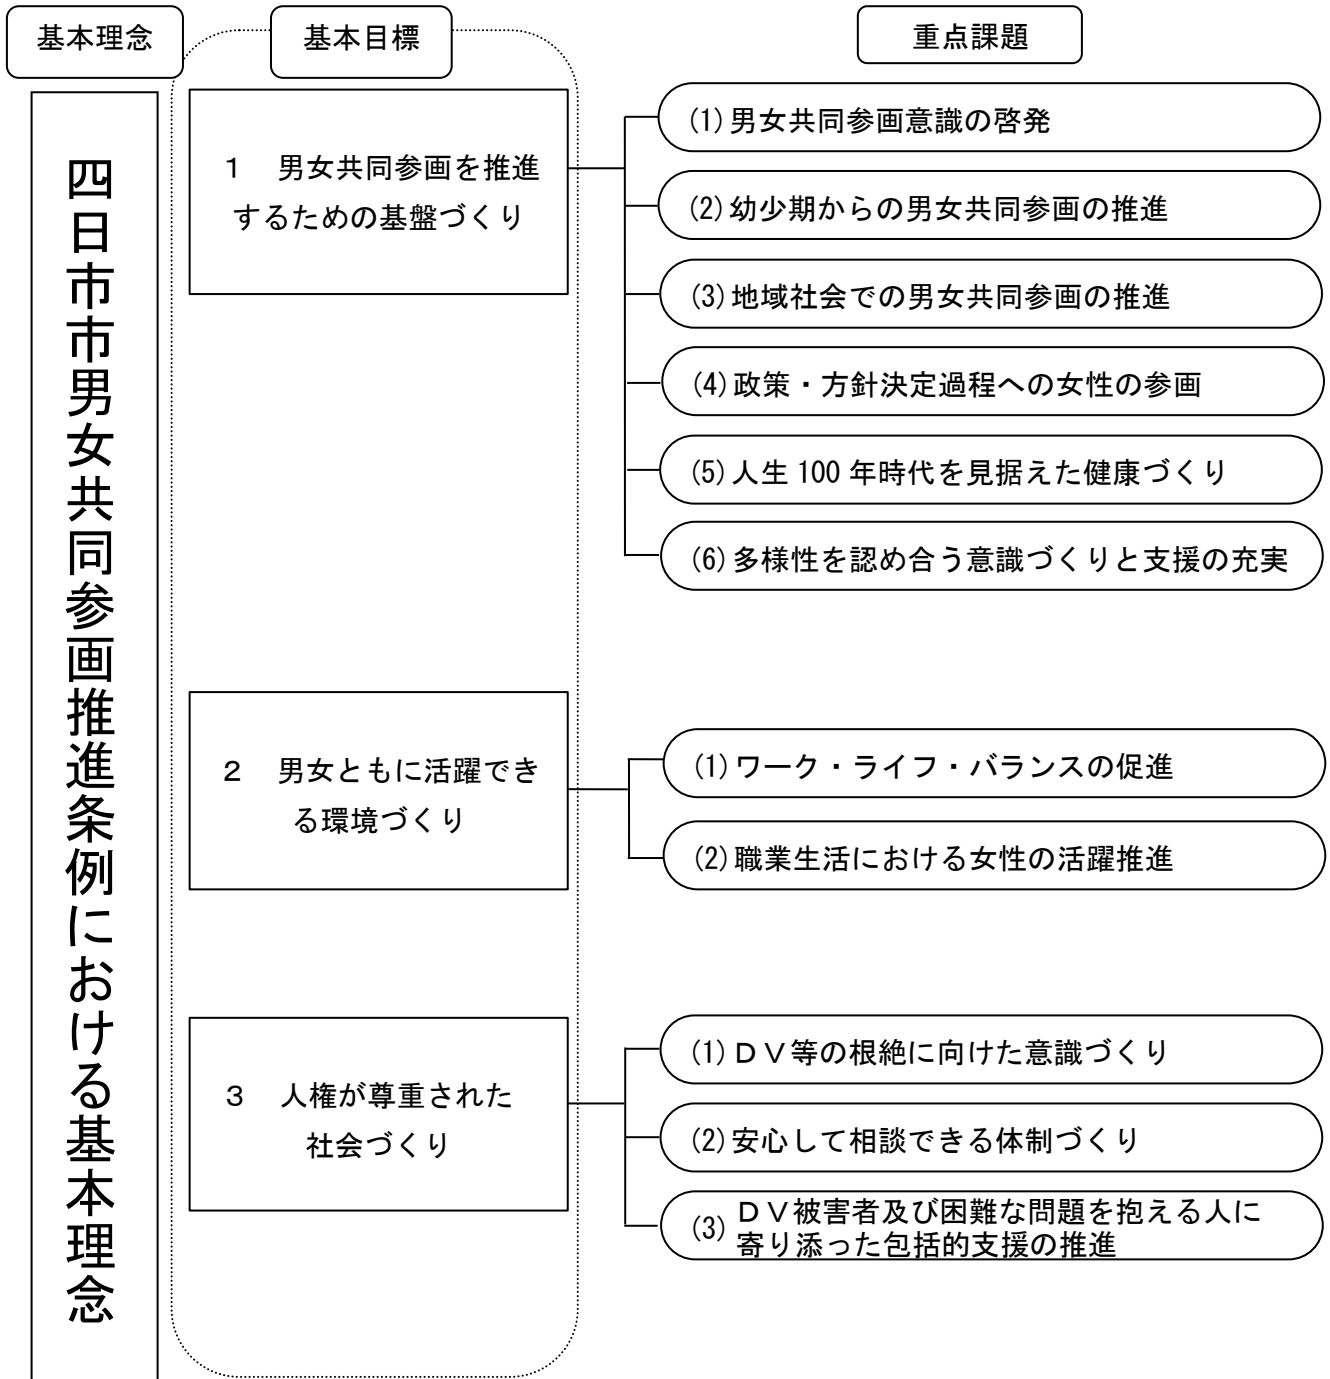 基本理念
基本目標
重点課題
四日市市男女共同参画推進条例における基本理念
１　男女共同参画を推進
するための基盤づくり
(1)男女共同参画意識の啓発
(2)幼少期からの男女共同参画の推進
(3)地域社会での男女共同参画の推進
(4)政策・方針決定過程への女性の参画
(5)人生 100 年時代を見据えた健康づくり
(6)多様性を認め合う意識づくりと支援の充実
２　男女ともに活躍でき
る環境づくり
(1)ワーク・ライフ・バランスの促進
(2)職業生活における女性の活躍推進
３　人権が尊重された
社会づくり
(1)ＤＶ等の根絶に向けた意識づくり
(2)安心して相談できる体制づくり
(3)ＤＶ被害者及び困難な問題を抱える人に
寄り添った包括的支援の推進